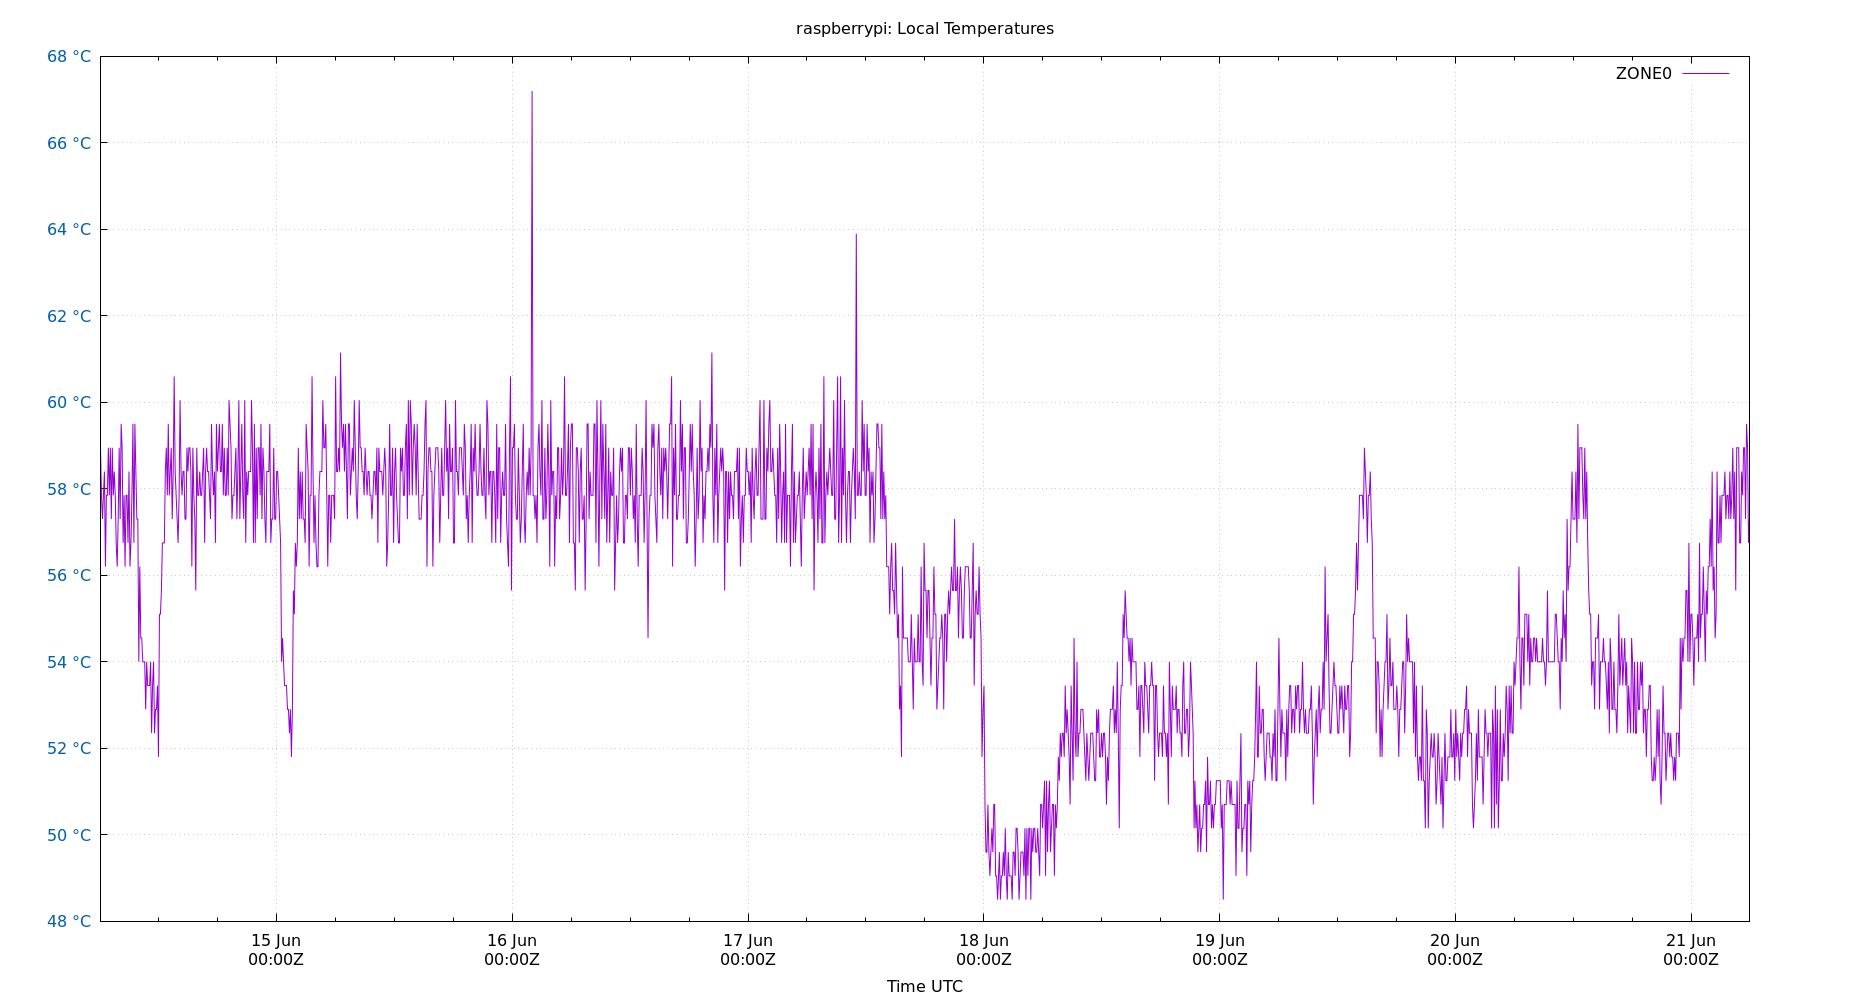 raspberrypi: Local Temperatures
68 °C
ZONE0
66 °C
64 °C
62 °C
60 °C
58 °C
56 °C
54 °C
52 °C
50 °C
48 °C
15 Jun 16 Jun 17 Jun 18 Jun 19 Jun 20 Jun 21 Jun
00:00Z 00:00Z 00:00Z 00:00Z 00:00Z 00:00Z 00:00Z
Time UTC